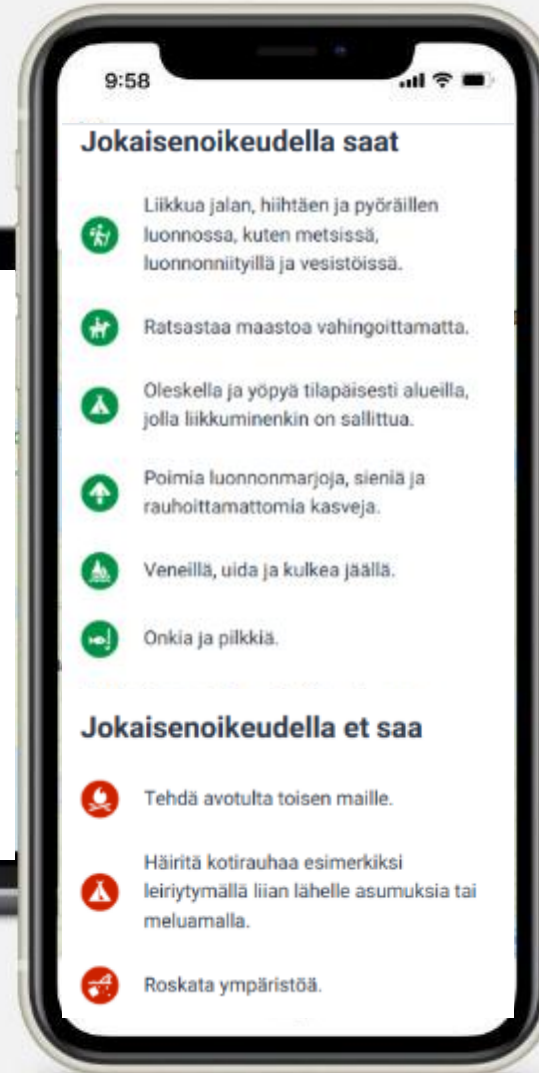 9:58
Jokaisenoikeudella saat
Liikkua jalan, hiihtäen ja pyöräillen
luonnossa, kuten metsissä,
luonnonniityillä ja vesistöissä.
Ratsastaa maastoa vahingoittamatta.
Oleskella ja yöpyä tilapäisesti alueilla,
jolla liikkuminenkin on sallittua.
Poimia luonnonmarjoja, sieniä ja
rauhoittamattomia kasveja.
Veneillä, uida ja kulkea jäällä.
Onkia ja pilkkiä.
Jokaisenoikeudella et saa
Tehdä avotulta toisen maille.
Häiritä kotirauhaa esimerkiksi
leiriytymällä liian lähelle asumuksia tai
meluamalla.
Roskata ympäristöä.